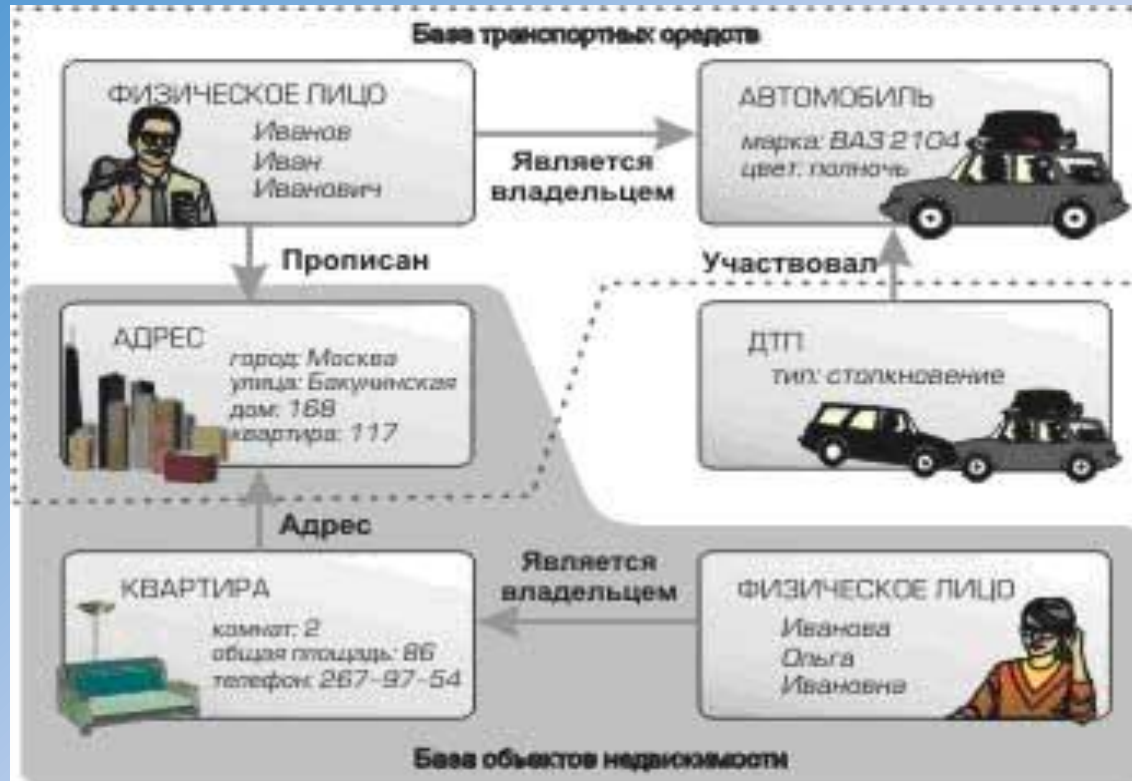 База транспортных средств
ФИЗИЧЕСКОЕ ЛИЦО
Иванов
Иван
Иванович
Является
владельцем
АВТОМОБИЛЬ
марка: ВАЗ 2104
цвет: полночь
Прописан
Участвовал
АДРЕС
город: Москва
улица: Бакунинская
дом: 168
квартира: 117
ДТП
тип: столкновение
Адрес
КВАРТИРА
комнат: 2
общая площадь: 86
телефон: 267-97-54
Является
владельцем
ФИЗИЧЕСКОЕ ЛИЦО
Иванова
Ольга
Ивановна
База объектов недвижимости